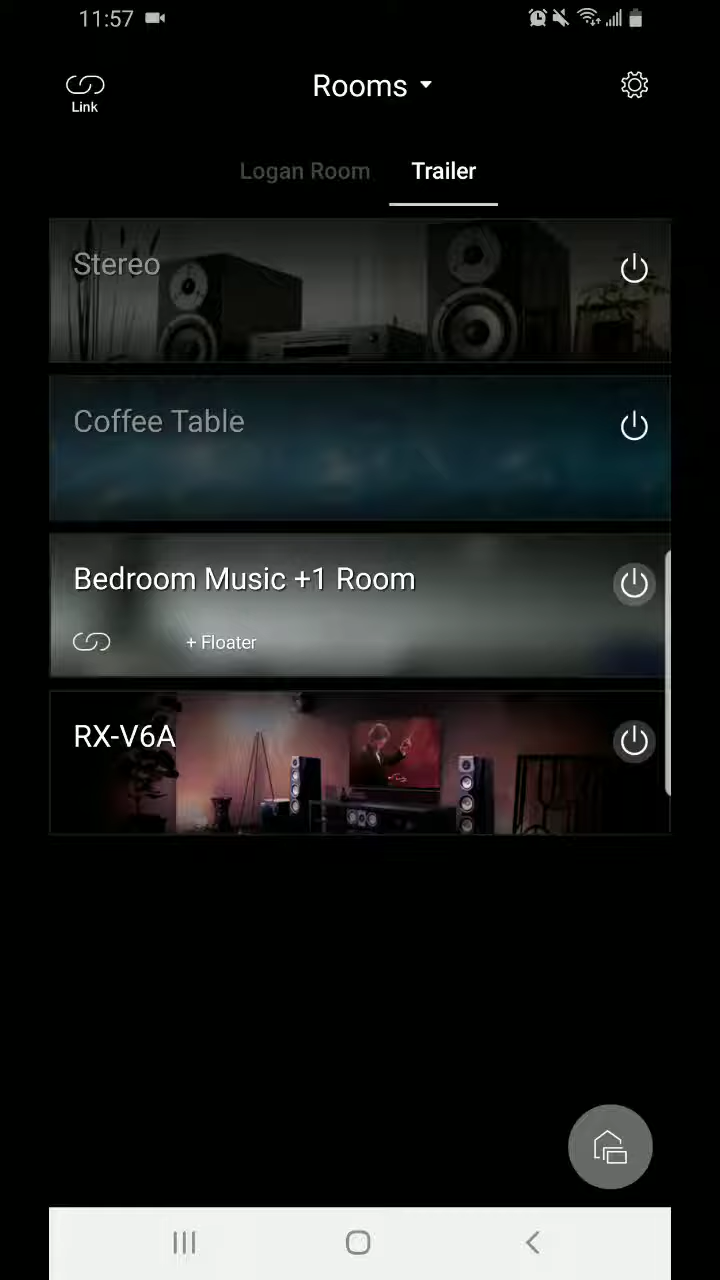 11:57
Link
Rooms
Logan Room
Trailer
Stereo
Coffee Table
Bedroom Music +1 Room
+ Floater
RX-V6A